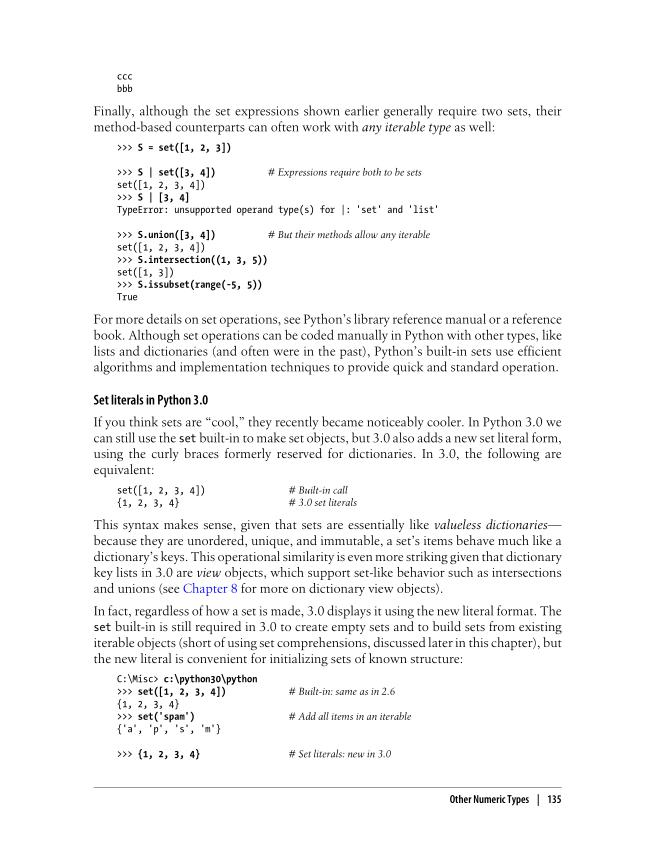 ccc
bbb
Finally, although the set expressions shown earlier generally require two sets, their
method-based counterparts can often work with any iterable type as well:
>>> S = set([1, 2, 3])
>>> S | set([3, 4]) # Expressions require both to be sets
set([1, 2, 3, 4])
>>> S | [3, 4]
TypeError: unsupported operand type(s) for |: 'set' and 'list'
>>> S.union([3, 4]) # But their methods allow any iterable
set([1, 2, 3, 4])
>>> S.intersection((1, 3, 5))
set([1, 3])
>>> S.issubset(range(-5, 5))
True
For more details on set operations, see Python’s library reference manual or a reference
book. Although set operations can be coded manually in Python with other types, like
lists and dictionaries (and often were in the past), Python’s built-in sets use efficient
algorithms and implementation techniques to provide quick and standard operation.
Set literals in Python 3.0
If you think sets are “cool,” they recently became noticeably cooler. In Python 3.0 we
can still use the set built-in to make set objects, but 3.0 also adds a new set literal form,
using the curly braces formerly reserved for dictionaries. In 3.0, the following are
equivalent:
set([1, 2, 3, 4]) # Built-in call
{1, 2, 3, 4} # 3.0 set literals
This syntax makes sense, given that sets are essentially like valueless dictionaries—
because they are unordered, unique, and immutable, a set’s items behave much like a
dictionary’s keys. This operational similarity is even more striking given that dictionary
key lists in 3.0 are view objects, which support set-like behavior such as intersections
and unions (see Chapter 8 for more on dictionary view objects).
In fact, regardless of how a set is made, 3.0 displays it using the new literal format. The
set built-in is still required in 3.0 to create empty sets and to build sets from existing
iterable objects (short of using set comprehensions, discussed later in this chapter), but
the new literal is convenient for initializing sets of known structure:
C:\Misc> c:\python30\python
>>> set([1, 2, 3, 4]) # Built-in: same as in 2.6
{1, 2, 3, 4}
>>> set('spam') # Add all items in an iterable
{'a', 'p', 's', 'm'}
>>> {1, 2, 3, 4} # Set literals: new in 3.0
Other Numeric Types | 135